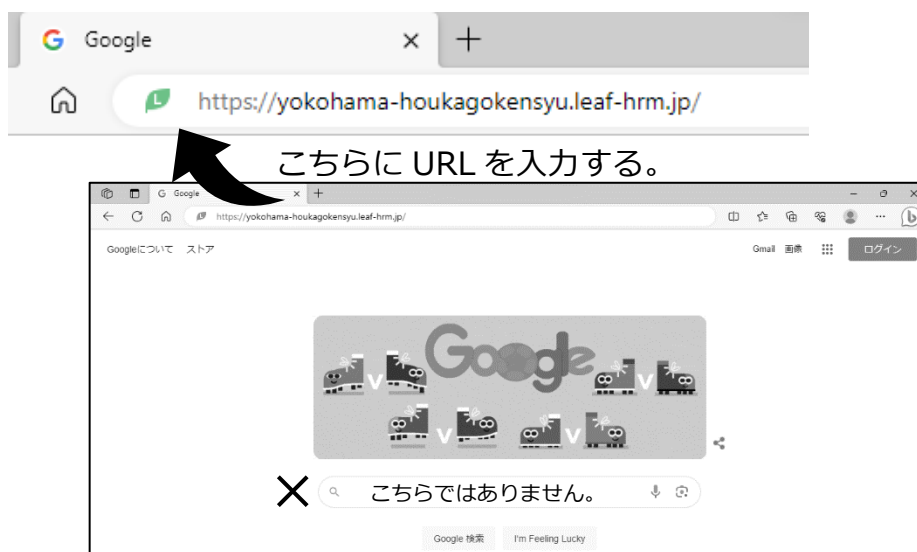 Google
https://yokohama-houkagokensyu.leaf-hrm.jp/
こちらに URL を入力する。
Google
https://yokohama-houkagokensyu.leaf-hrm.jp/
Googleについて ストア
Gmail 画像 ログイン
Google
V V
V V
こちらではありません。
Google 検索 I'm Feeling Lucky